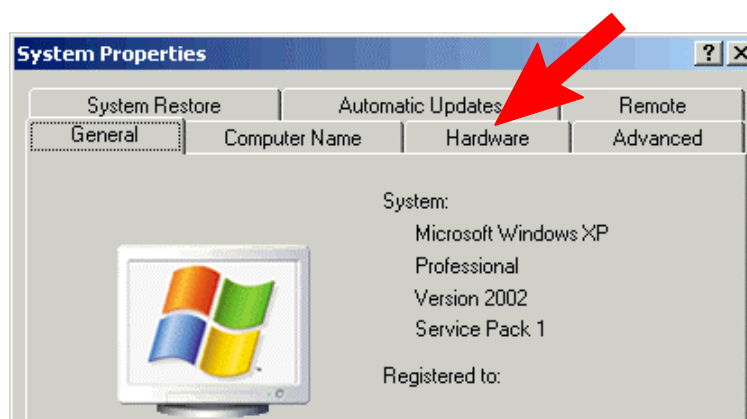 System Properties ? X
System Restore Automatic Updates Remote
General Computer Name Hardware Advanced
System:
Microsoft Windows XP
Professional
Version 2002
Service Pack 1
Registered to: